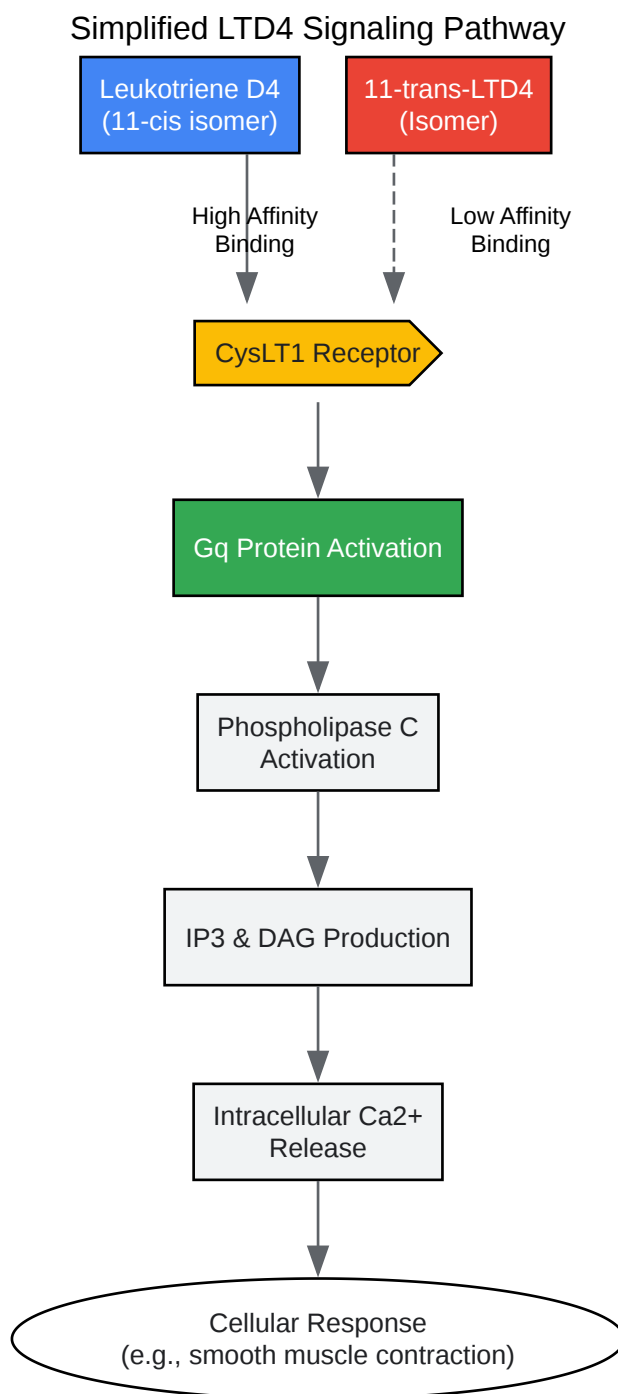 Simplified LTD4 Signaling Pathway
Leukotriene D4
(11-cis isomer)
11-trans-LTD4
(Isomer)
High Affinity
Binding
Low Affinity
Binding
CysLT1 Receptor
Gq Protein Activation
Phospholipase C
Activation
IP3 & DAG Production
Intracellular Ca2+
Release
Cellular Response
(e.g., smooth muscle contraction)